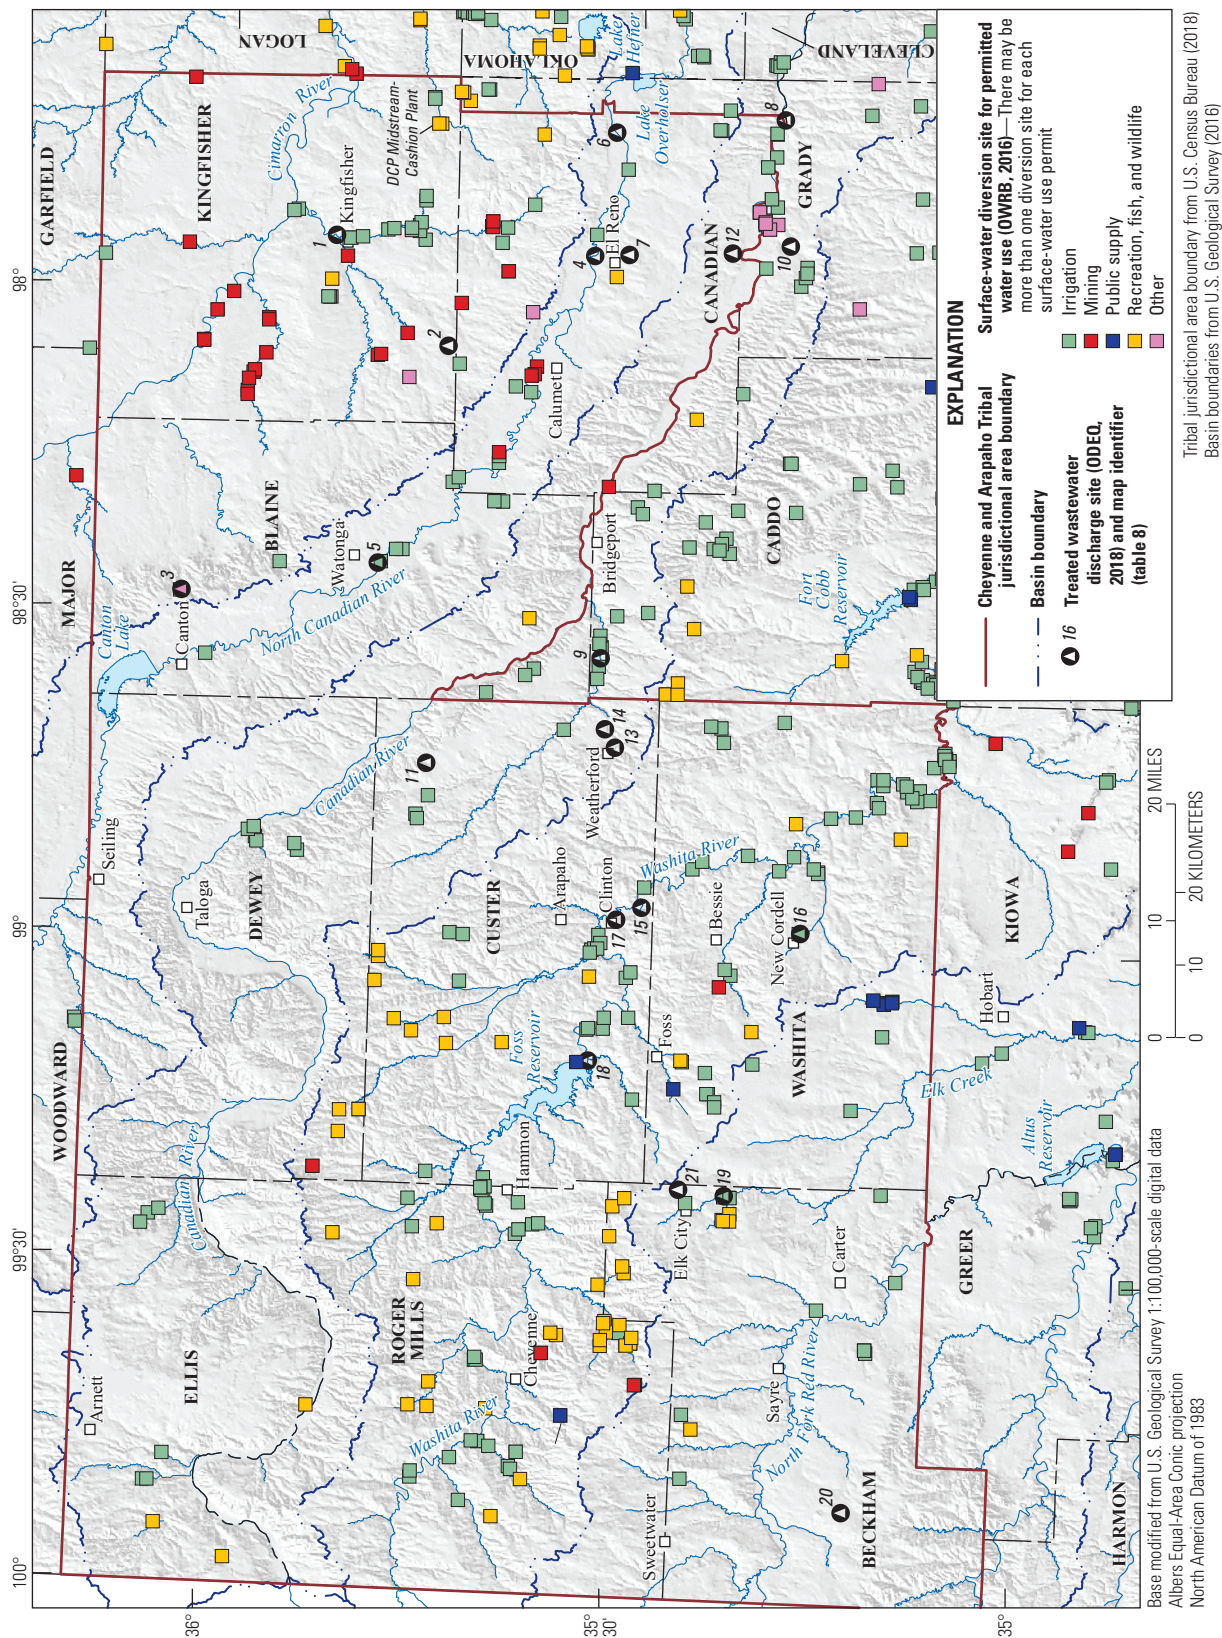 100°
99°30'
99°
98°30'
98°
36°
35°
30'
35°
WOODWARD
MAJOR
GARFIELD
LOGAN
KINGFISHER
BLAINE
DEWEY
ELLIS
ROGER
MILLS
CUSTER
WASHITA
BECKHAM
HARMON
GREER
KIOWA
CADDO
CANADIAN
GRADY
OKLAHOMA
CLEVELAND
Arnett
Seiling
Taloga
Canton
Canton
Lake
Watonga
Kingfisher
Cimarron River
DCP Midstream-
Cashion Plant
North Canadian River
Canadian River
Canadian River
Calumet
El Reno
Lake
Hefner
Lake
Overholser
Bridgeport
Weatherford
Arapaho
Clinton
Foss
Reservoir
Foss
Hammon
Cheyenne
Washita River
Washita River
Bessie
New Cordell
Elk City
Carter
Sayre
North Fork Red River
Sweetwater
Elk Creek
Hobart
Altus
Reservoir
Fort
Cobb
Reservoir
1
2
3
4
5
6
7
8
9
10
11
12
13
14
15
16
17
18
19
20
21
EXPLANATION
Cheyenne and Arapaho Tribal
jurisdictional area boundary
Basin boundary
16
Treated wastewater
discharge site (ODEQ,
2018) and map identifier
(table 8)
Surface-water diversion site for permitted
water use (OWRB, 2016)—There may be
more than one diversion site for each
surface-water use permit
Irrigation
Mining
Public supply
Recreation, fish, and wildlife
Other
0 10 20 MILES
0 10 20 KILOMETERS
Base modified from U.S. Geological Survey 1:100,000-scale digital data
Albers Equal-Area Conic projection
North American Datum of 1983
Tribal jurisdictional area boundary from U.S. Census Bureau (2018)
Basin boundaries from U.S. Geological Survey (2016)